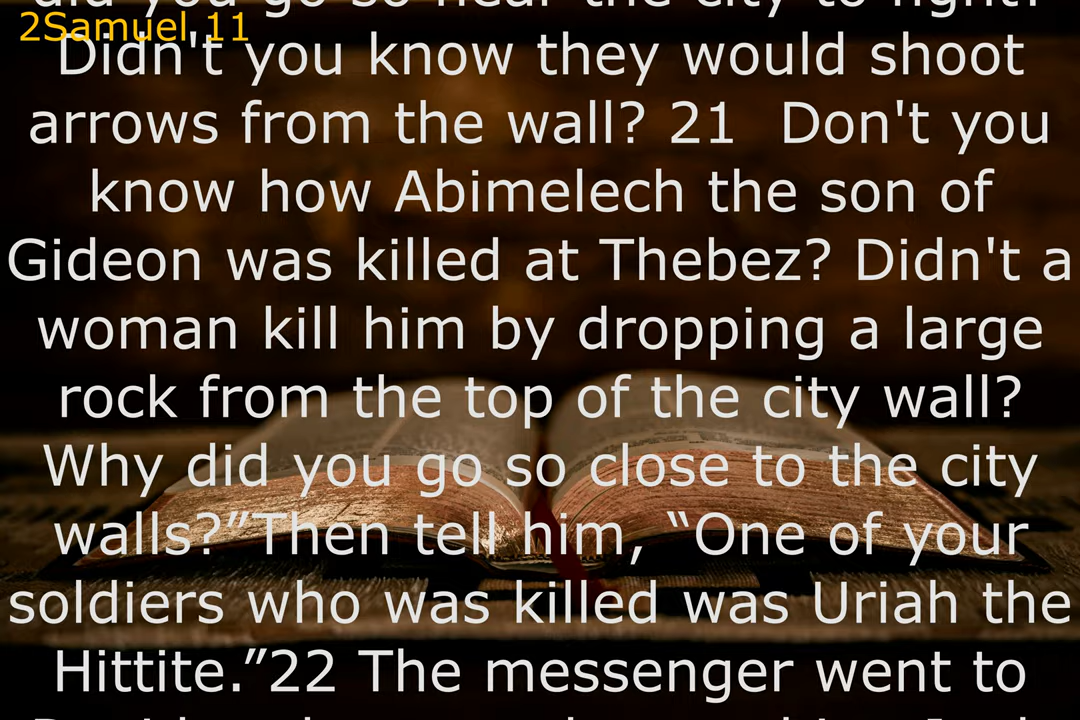 did you go so near the city to fight?
2Samuel 11
Didn't you know they would shoot
arrows from the wall? 21 Don't you
know how Abimelech the son of
Gideon was killed at Thebez? Didn't a
woman kill him by dropping a large
rock from the top of the city wall?
Why did you go so close to the city
walls?”Then tell him, “One of your
soldiers who was killed was Uriah the
Hittite.”22 The messenger went to